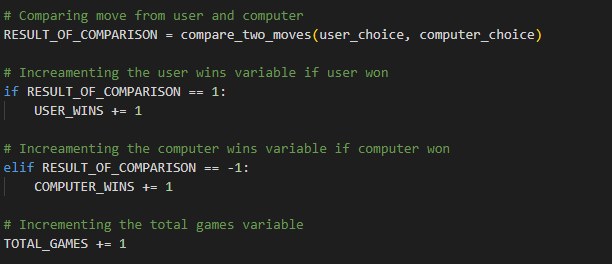 # Comparing move from user and computer
RESULT_OF_COMPARISON = compare_two_moves(user_choice, computer_choice)
# Increamenting the user wins variable if user won
if RESULT_OF_COMPARISON == 1:
    USER_WINS += 1
# Increamenting the computer wins variable if computer won
elif RESULT_OF_COMPARISON == -1:
    COMPUTER_WINS += 1
# Incrementing the total games variable
TOTAL_GAMES += 1